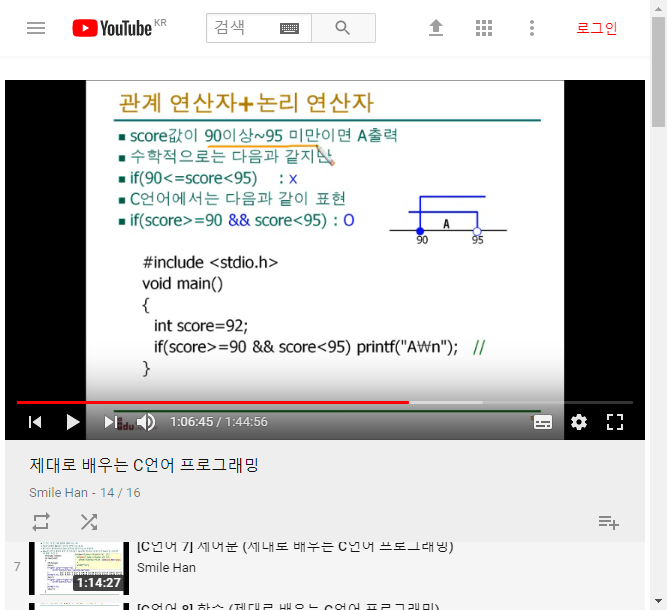 YouTube KR
검색
로그인
관계 연산자+논리 연산자
score값이 90이상~95 미만이면 A출력
수학적으로는 다음과 같지만
if(90<=score<95) : x
C언어에서는 다음과 같이 표현
if(score>=90 && score<95) : O
A
90 95
#include <stdio.h>
void main()
{
int score=92;
if(score>=90 && score<95) printf("A₩n"); //
}
1:06:45 / 1:44:56
제대로 배우는 C언어 프로그래밍
Smile Han - 14 / 16
7
1:14:27
[C언어 7] 제어문 (제대로 배우는 C언어 프로그래밍)
Smile Han
[C언어 8] 함수 (제대로 배우는 C언어 프로그래밍)